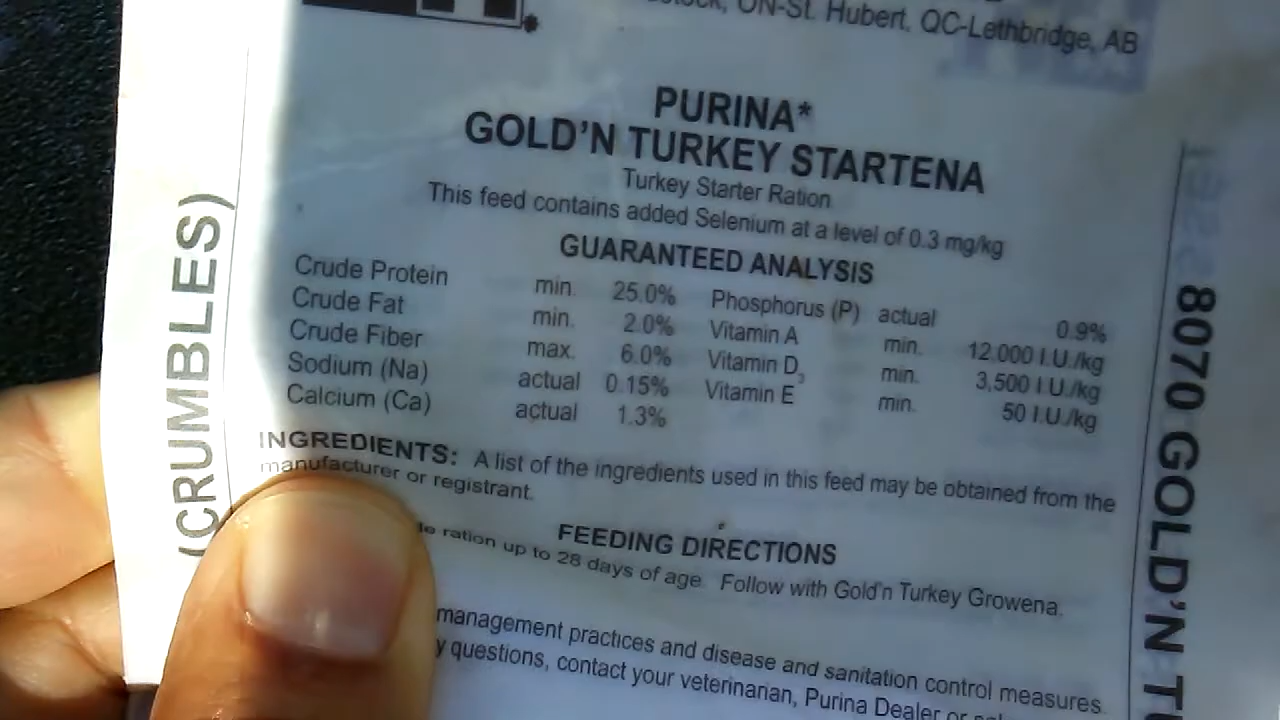 ON-St. Hubert, QC-Lethbridge, AB
PURINA*
GOLD'N TURKEY STARTENA
Turkey Starter Ration
This feed contains added Selenium at a level of 0.3 mg/kg
GUARANTEED ANALYSIS
Crude Protein min. 25.0% Phosphorus (P) actual 0.9%
Crude Fat min. 2.0% Vitamin A min. 12,000 I.U./kg
Crude Fiber max. 6.0% Vitamin D3 min. 3,500 I.U./kg
Sodium (Na) actual 0.15% Vitamin E min. 50 I.U./kg
Calcium (Ca) actual 1.3%
INGREDIENTS: A list of the ingredients used in this feed may be obtained from the
manufacturer or registrant.
FEEDING DIRECTIONS
ration up to 28 days of age. Follow with Gold'n Turkey Growena.
management practices and disease and sanitation control measures.
questions, contact your veterinarian, Purina Dealer or
(CRUMBLES)
8070 GOLD'N